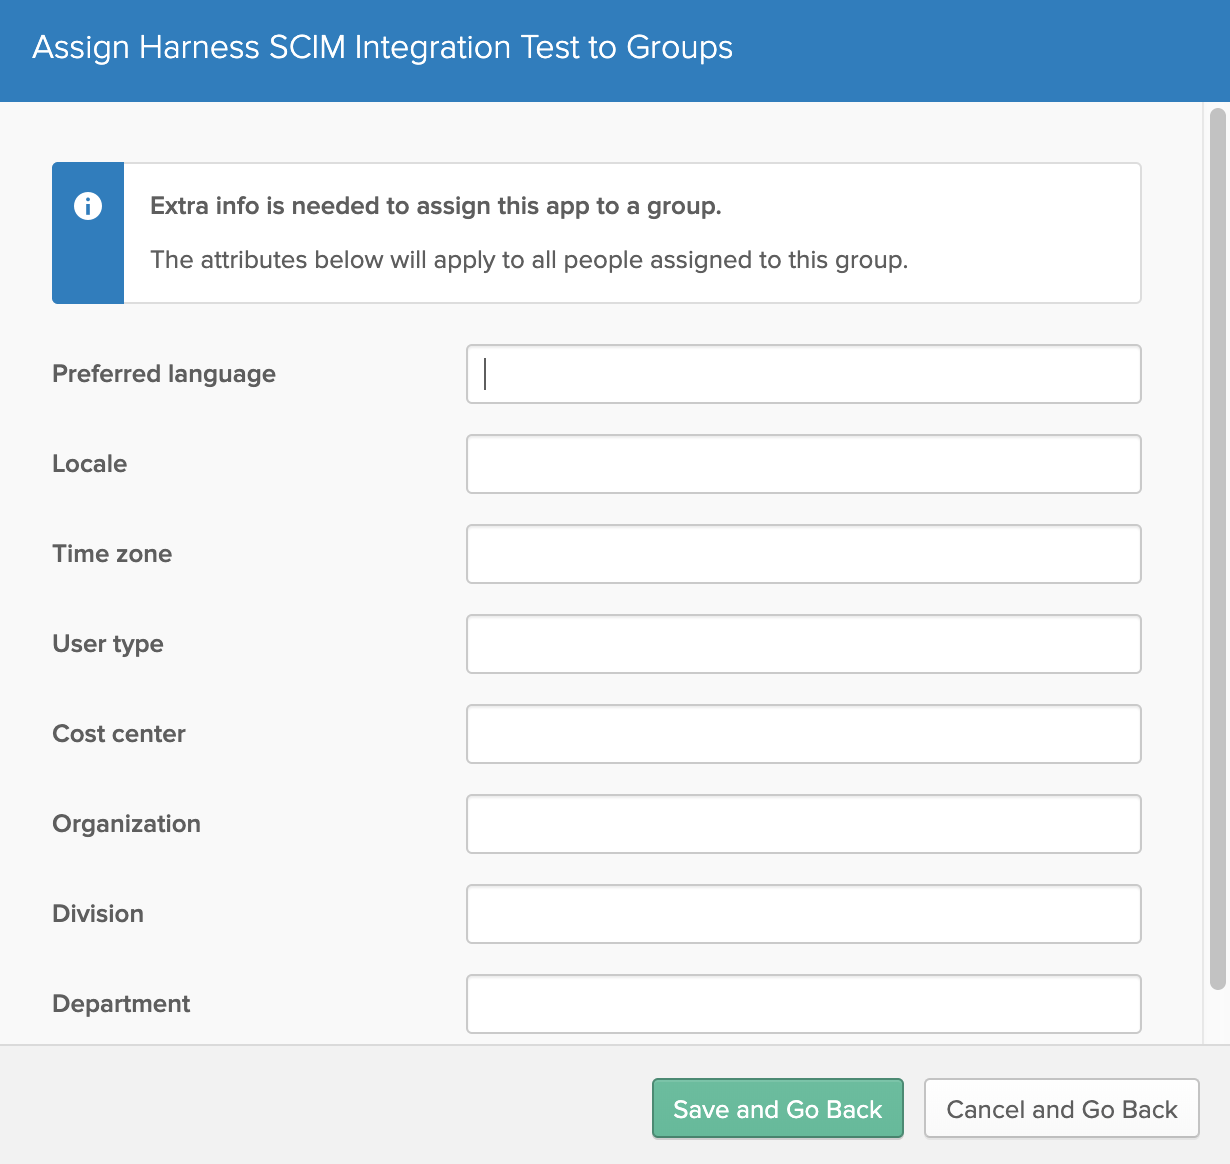 Assign Harness SCIM Integration Test to Groups
Extra info is needed to assign this app to a group.
The attributes below will apply to all people assigned to this group.
Preferred language
Locale
Time zone
User type
Cost center
Organization
Division
Department
Save and Go Back
Cancel and Go Back